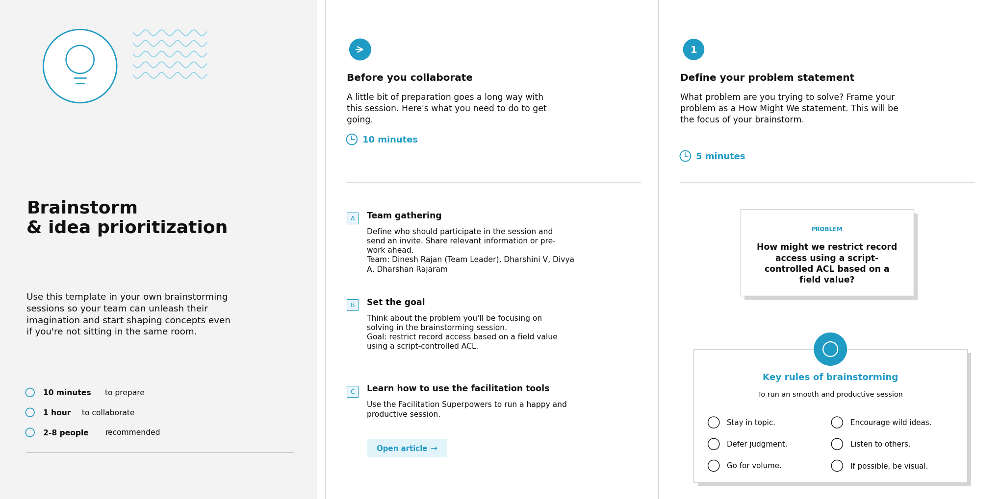 Brainstorm
& idea prioritization
Use this template in your own brainstorming
sessions so your team can unleash their
imagination and start shaping concepts even
if you're not sitting in the same room.
10 minutes to prepare
1 hour to collaborate
2-8 people recommended
Before you collaborate
A little bit of preparation goes a long way with
this session. Here's what you need to do to get
going.
10 minutes
A
Team gathering
Define who should participate in the session and
send an invite. Share relevant information or pre-
work ahead.
Team: Dinesh Rajan (Team Leader), Dharshini V, Divya
A, Dharshan Rajaram
B
Set the goal
Think about the problem you'll be focusing on
solving in the brainstorming session.
Goal: restrict record access based on a field value
using a script-controlled ACL.
C
Learn how to use the facilitation tools
Use the Facilitation Superpowers to run a happy and
productive session.
Open article →
1
Define your problem statement
What problem are you trying to solve? Frame your
problem as a How Might We statement. This will be
the focus of your brainstorm.
5 minutes
PROBLEM
How might we restrict record
access using a script-
controlled ACL based on a
field value?
Key rules of brainstorming
To run an smooth and productive session
Stay in topic.
Encourage wild ideas.
Defer judgment.
Listen to others.
Go for volume.
If possible, be visual.